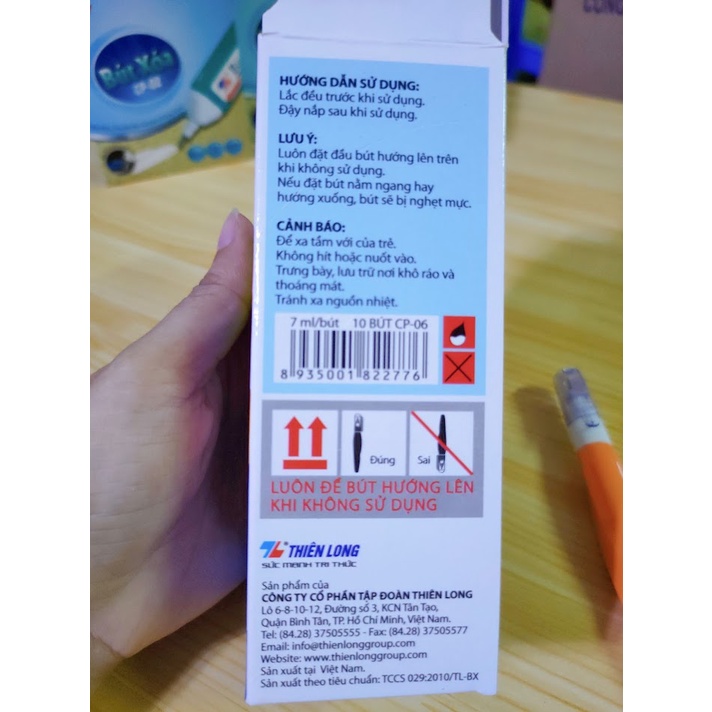 Bút Xóa
CP-02
HƯỚNG DẪN SỬ DỤNG:
Lắc đều trước khi sử dụng.
Đậy nắp sau khi sử dụng.
LƯU Ý:
Luôn đặt đầu bút hướng lên trên
khi không sử dụng.
Nếu đặt bút nằm ngang hay
hướng xuống, bút sẽ bị nghẹt mực.
CẢNH BÁO:
Để xa tầm với của trẻ.
Không hít hoặc nuốt vào.
Trưng bày, lưu trữ nơi khô ráo và
thoáng mát.
Tránh xa nguồn nhiệt.
7 ml/bút 10 BÚT CP-06
8 935001 822776
Đúng
Sai
LUÔN ĐỂ BÚT HƯỚNG LÊN
KHI KHÔNG SỬ DỤNG
THIÊN LONG
SỨC MẠNH TRI THỨC
Sản phẩm của
CÔNG TY CỔ PHẦN TẬP ĐOÀN THIÊN LONG
Lô 6-8-10-12, Đường số 3, KCN Tân Tạo,
Quận Bình Tân, TP. Hồ Chí Minh, Việt Nam.
Tel: (84.28) 37505555 - Fax: (84.28) 37505577
Email: info@thienlonggroup.com
Website: www.thienlonggroup.com
Sản xuất tại Việt Nam.
Sản xuất theo tiêu chuẩn: TCCS 029:2010/TL-BX